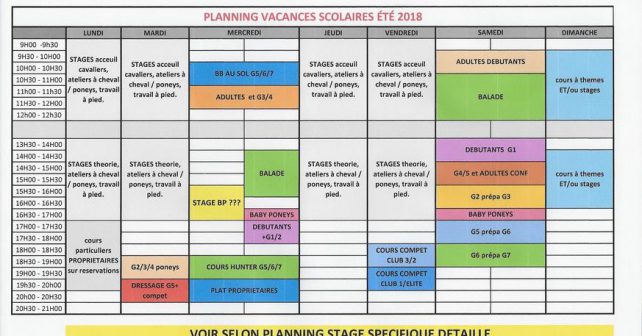 PLANNING VACANCES SCOLAIRES ÉTÉ 2018
LUNDI MARDI MERCREDI JEUDI VENDREDI SAMEDI DIMANCHE
9H00 -9h30
9H30 - 10H00
10H00 - 10H30
10H30 - 11H00
11H00 - 11H30
11H30 - 12H00
12H00 - 12H30
STAGES acceuil
cavaliers,
ateliers à cheval
/ poneys,
travail à pied.
STAGES acceuil
cavaliers, ateliers à
cheval / poneys,
travail à pied.
BB AU SOL G5/6/7
ADULTES et G3/4
STAGES acceuil
cavaliers, ateliers à
cheval / poneys,
travail à pied.
STAGES acceuil
cavaliers, ateliers à
cheval / poneys,
travail à pied.
ADULTES DEBUTANTS
BALADE
cours à themes
ET/ou stages
13H30 - 14H00
14H00 - 14H30
14H30 - 15H00
15H00 - 15H30
15H30 - 16H00
16H00 - 16H30
16H30 - 17H00
17H00 - 17H30
17H30 - 18H00
18H00 - 18H30
18H30 - 19H00
19H00 - 19H30
19H30 - 20H00
20H00 - 20H30
20H30 - 21H00
STAGES theorie,
ateliers à cheval
/ poneys, travail
à pied.
cours
particuliers
PROPRIETAIRES
sur reservations
STAGES theorie,
ateliers à cheval /
poneys, travail à
pied.
G2/3/4 poneys
DRESSAGE G5+
compet
STAGE BP ???
BALADE
BABY PONEYS
DEBUTANTS
+G1/2
COURS HUNTER G5/6/7
PLAT PROPRIETAIRES
STAGES theorie,
ateliers à cheval /
poneys, travail à
pied.
STAGES theorie,
ateliers à cheval /
poneys, travail à
pied.
COURS COMPET
CLUB 3/2
COURS COMPET
CLUB 1/ELITE
DEBUTANTS G1
G4/5 et ADULTES CONF
G2 prépa G3
BABY PONEYS
G5 prépa G6
G6 prépa G7
cours à themes
ET/ou stages
VOIR SELON PLANNING STAGE SPECIFIQUE DETAILLE